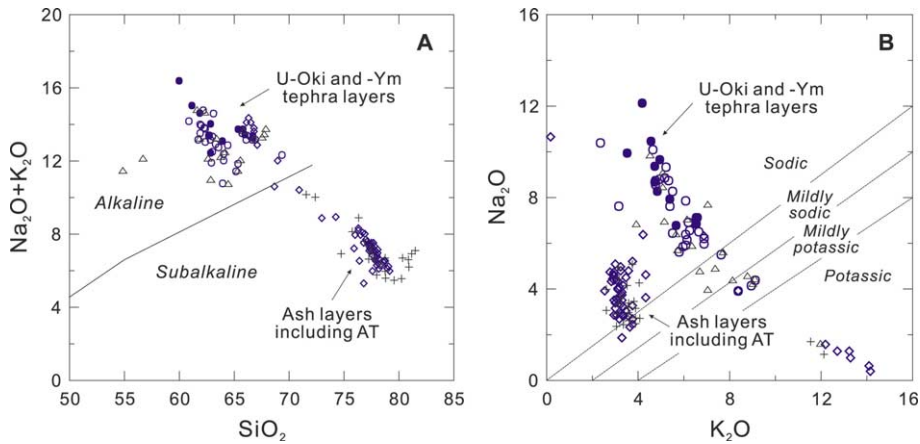 20
16
12
8
4
0
Na₂O+K₂O
A
U-Oki and -Ym
tephra layers
Alkaline
Subalkaline
Ash layers
including AT
50 55 60 65 70 75 80 85
SiO₂
16
12
8
4
0
Na₂O
B
U-Oki and -Ym
tephra layers
Sodic
Mildly
sodic
Mildly
potassic
Potassic
Ash layers
including AT
0 4 8 12 16
K₂O